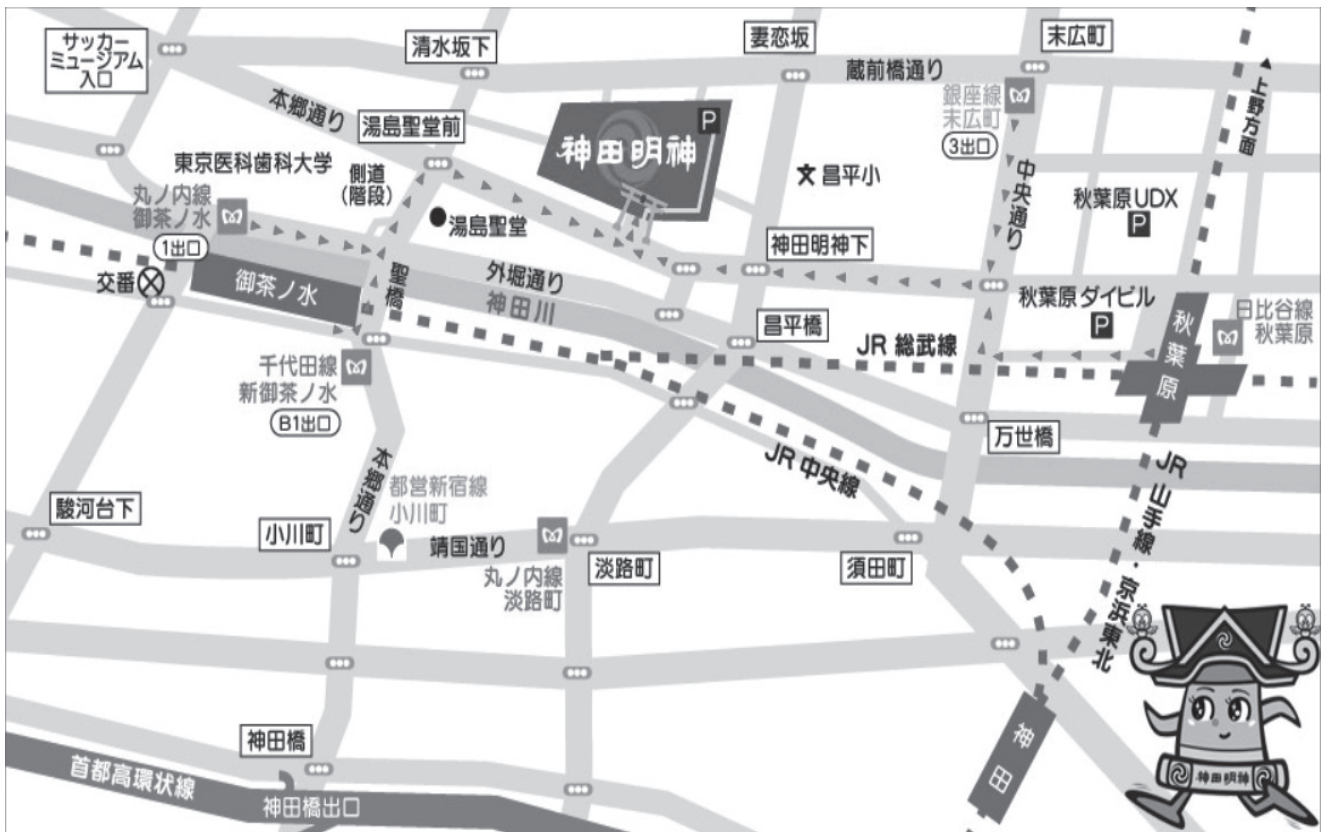 サッカー
ミュージアム
入口
清水坂下
妻恋坂
末広町
蔵前橋通り
銀座線
末広町
3出口
▲上野方面
本郷通り
湯島聖堂前
神田明神
P
東京医科歯科大学
側道
(階段)
文昌平小
中央通り
秋葉原UDX
P
丸ノ内線
御茶ノ水
1出口
湯島聖堂
神田明神下
交番
御茶ノ水
聖橋
外堀通り
神田川
昌平橋
秋葉原ダイビル
P
秋葉原
日比谷線
秋葉原
JR 総武線
千代田線
新御茶ノ水
B1出口
万世橋
JR 中央線
JR 山手線・京浜東北
本郷通り
都営新宿線
小川町
駿河台下
小川町
靖国通り
丸ノ内線
淡路町
淡路町
須田町
神田橋
神田
首都高環状線
神田橋出口
神田明神